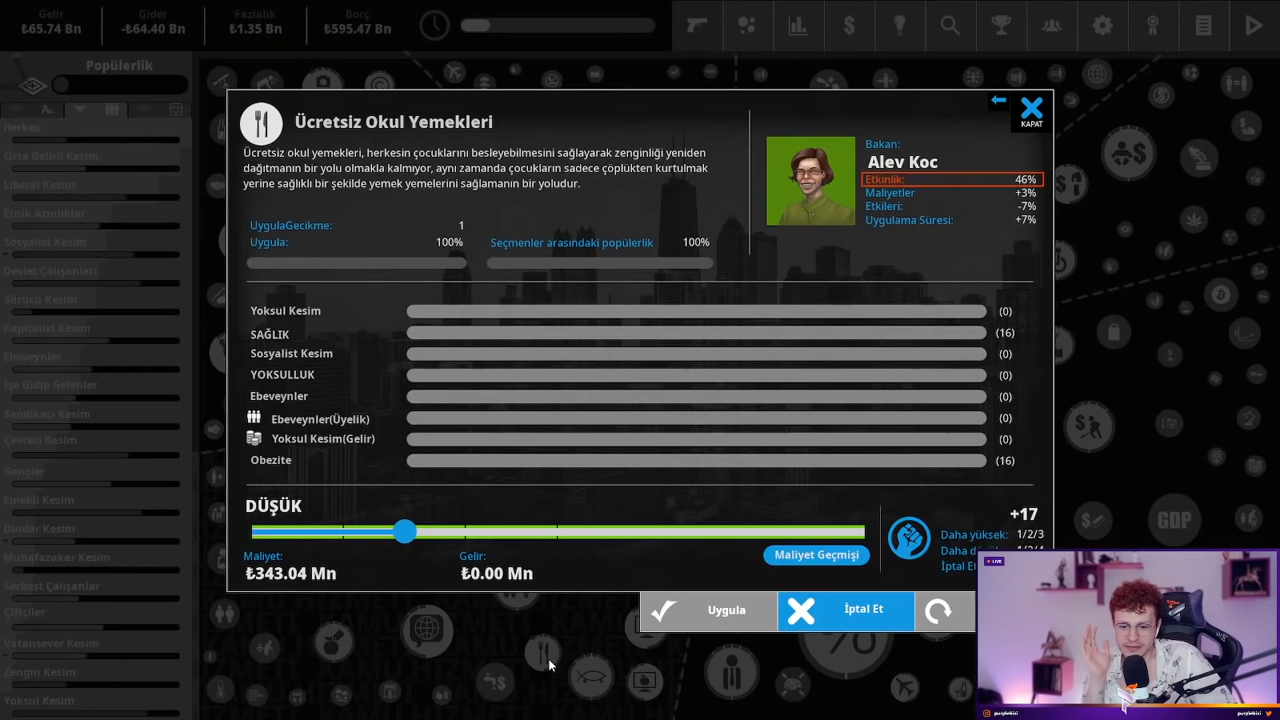 Gelir
Gider
Fazlalık
Borç
₺65.74 Bn
-₺64.40 Bn
₺1.35 Bn
₺595.47 Bn
Popülerlik
Herkes
Orta Gelirli Kesim
Liberal Kesim
Etnik Azınlıklar
Sosyalist Kesim
Devlet Çalışanları
Sürücü Kesim
Kapitalist Kesim
Ebeveynler
İşe Gidip Gelenler
Sendikacı Kesim
Çevreci Kesim
Gençler
Emekli Kesim
Dindar Kesim
Muhafazakar Kesim
Serbest Çalışanlar
Çiftçiler
Vatansever Kesim
Zengin Kesim
Yoksul Kesim
Ücretsiz Okul Yemekleri
Ücretsiz okul yemekleri, herkesin çocuklarını besleyebilmesini sağlayarak zenginliği yeniden
dağıtmanın bir yolu olmakla kalmıyor, aynı zamanda çocukların sadece çöplükten kurtulmak
yerine sağlıklı bir şekilde yemek yemelerini sağlamanın bir yoludur.
UygulaGecikme: 1
Uygula: 100%
Seçmenler arasındaki popülerlik 100%
KAPAT
Bakan:
Alev Koc
Etkinlik: 46%
Maliyetler +3%
Etkileri: -7%
Uygulama Süresi: +7%
Yoksul Kesim (0)
SAĞLIK (16)
Sosyalist Kesim (0)
YOKSULLUK (0)
Ebeveynler (0)
Ebeveynler(Üyelik) (0)
Yoksul Kesim(Gelir) (0)
Obezite (16)
DÜŞÜK
Maliyet:
₺343.04 Mn
Gelir:
₺0.00 Mn
Maliyet Geçmişi
+17
Daha yüksek: 1/2/3
İptal Et
Uygula
İptal Et
GDP
LIVE